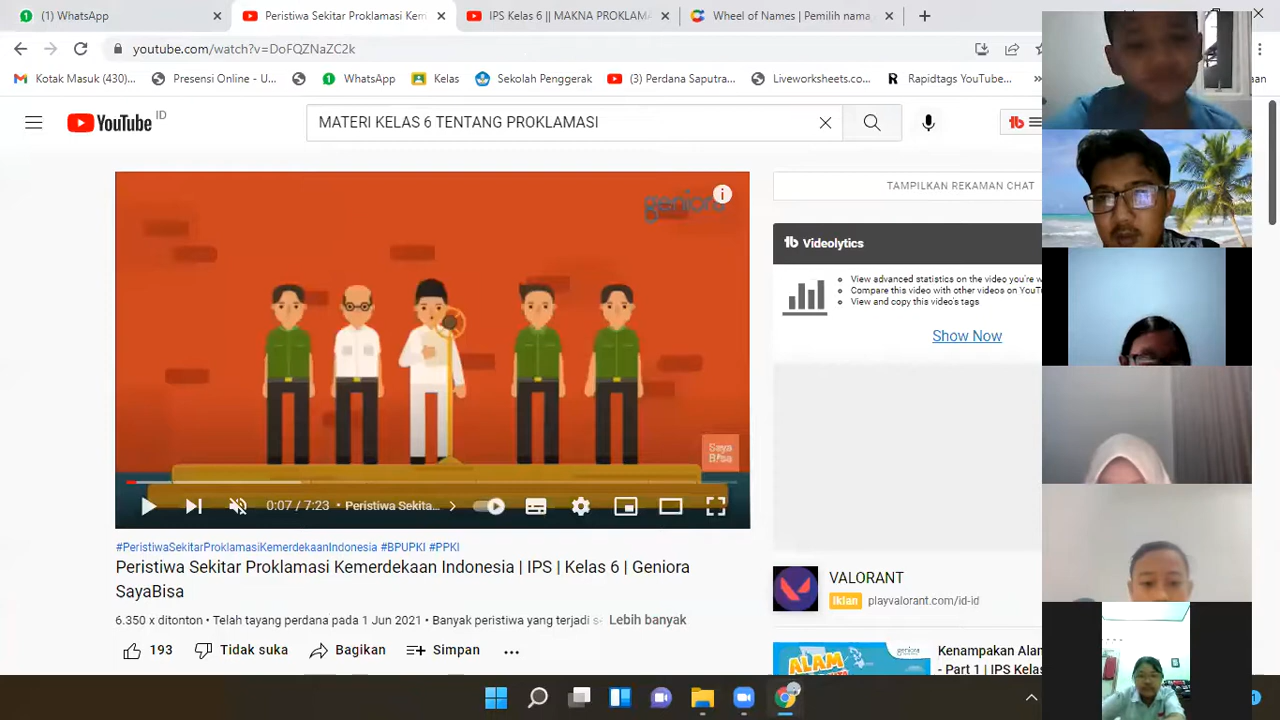 (1) WhatsApp
Peristiwa Sekitar Proklamasi Kem
IPS Kelas 6 || MAKNA PROKLAMA
Wheel of Names | Pemilih nama
youtube.com/watch?v=DoFQZNaZC2k
Kotak Masuk (430)...
Presensi Online - U...
WhatsApp
Kelas
Sekolah Penggerak
(3) Perdana Saputra...
Liveworksheets.com...
Rapidtags YouTube...
YouTube ID
MATERI KELAS 6 TENTANG PROKLAMASI
geniora
TAMPILKAN REKAMAN CHAT
Videolytics
View advanced statistics on the video you're w
Compare this video with other videos on YouT
View and copy this video's tags
Show Now
Saya Bisa
0:07 / 7:23 • Peristiwa Sekita...
#PeristiwaSekitarProklamasiKemerdekaanIndonesia #BPUPKI #PPKI
Peristiwa Sekitar Proklamasi Kemerdekaan Indonesia | IPS | Kelas 6 | Geniora
SayaBisa
6.350 x ditonton • Telah tayang perdana pada 1 Jun 2021 • Banyak peristiwa yang terjadi s Lebih banyak
193 Tidak suka Bagikan Simpan
VALORANT
Iklan playvalorant.com/id-id
geniora
ALAM
Kenampakan Alam
- Part 1 | IPS Kelas